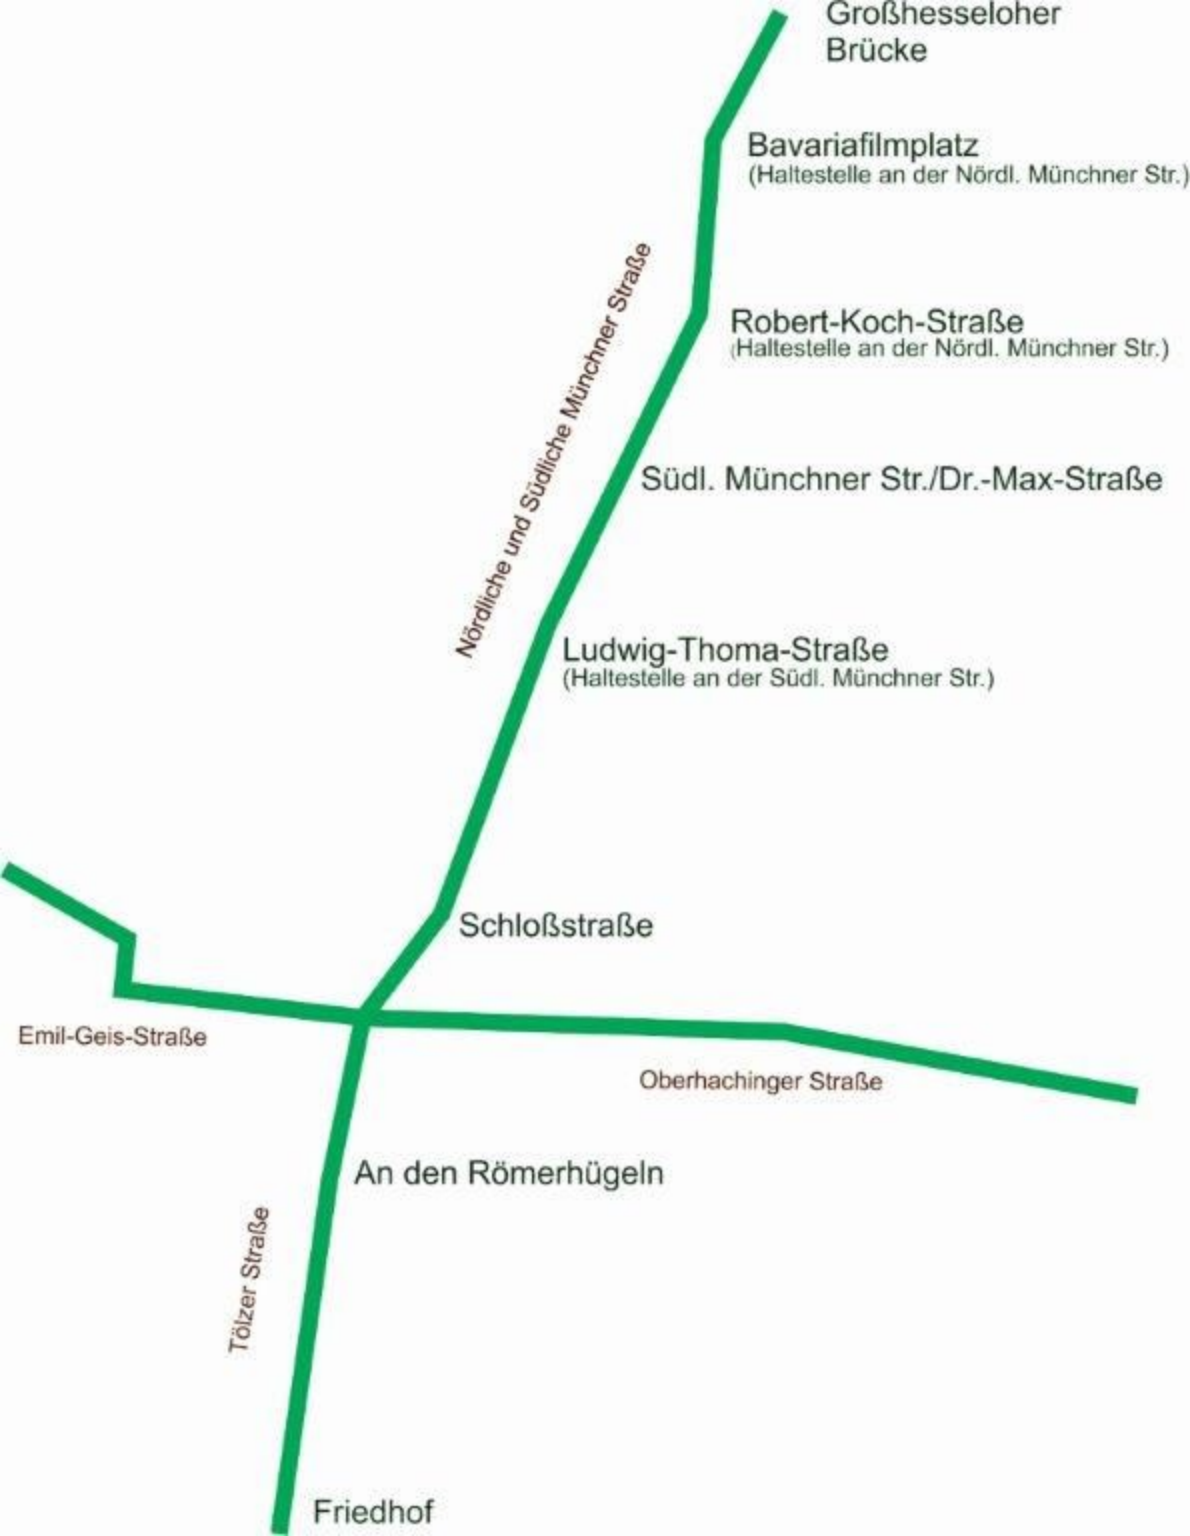 Großhesseloher
Brücke
Bavariafilmplatz
(Haltestelle an der Nördl. Münchner Str.)
Nördliche und Südliche Münchner Straße
Robert-Koch-Straße
(Haltestelle an der Nördl. Münchner Str.)
Südl. Münchner Str./Dr.-Max-Straße
Ludwig-Thoma-Straße
(Haltestelle an der Südl. Münchner Str.)
Schloßstraße
Emil-Geis-Straße
Oberhachinger Straße
An den Römerhügeln
Tölzer Straße
Friedhof